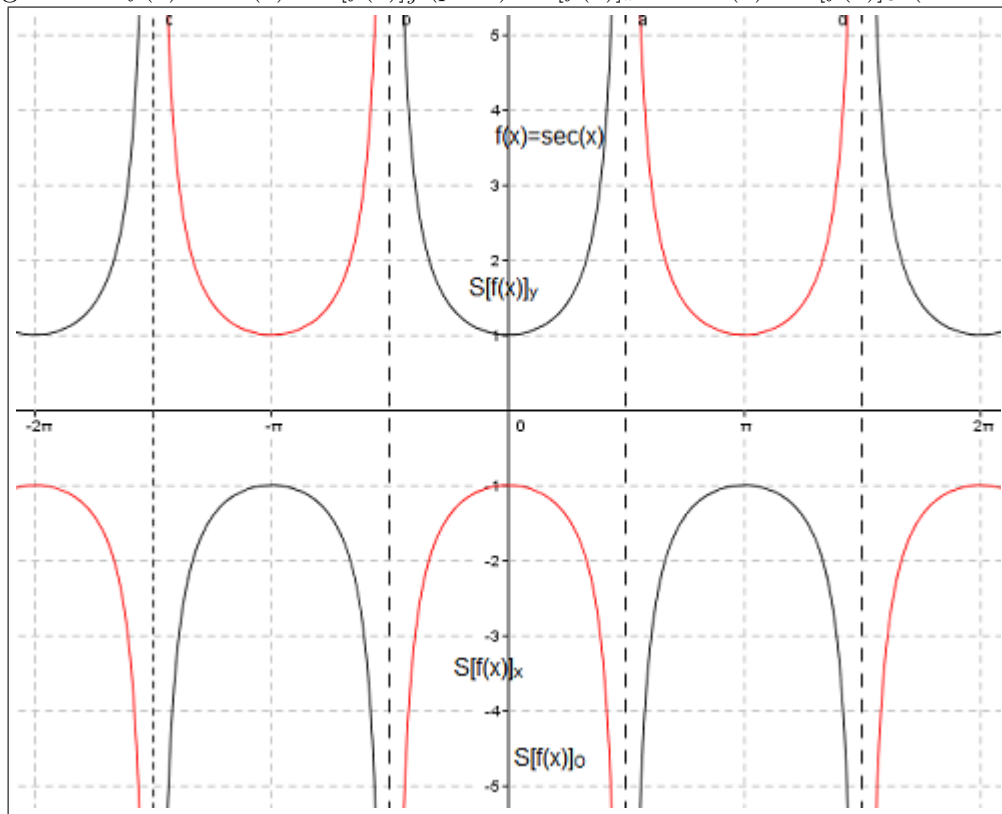 c b a d
5
4
f(x)=sec(x)
3
2
S[f(x)]y
1
-2π -π 0 π 2π
-1
-2
-3
S[f(x)]x
-4
S[f(x)]O
-5